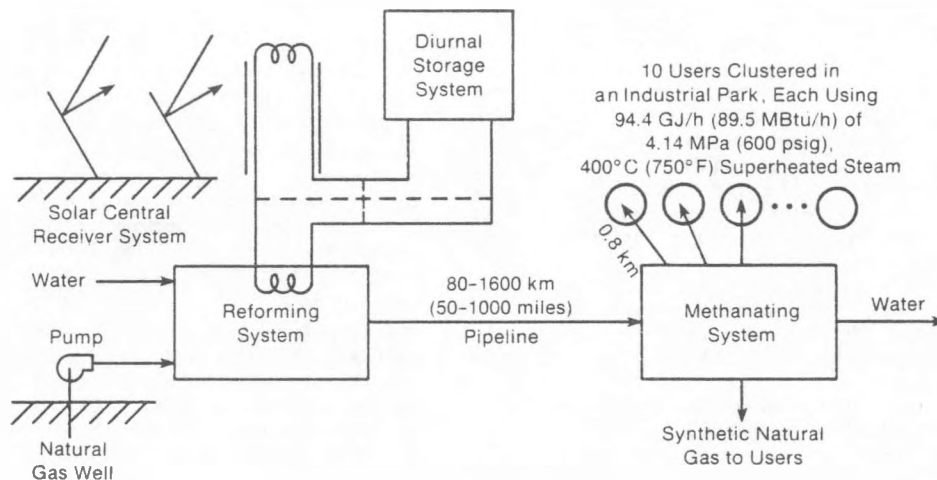 Diurnal
Storage
System
10 Users Clustered in
an Industrial Park, Each Using
94.4 GJ/h (89.5 MBtu/h) of
4.14 MPa (600 psig),
400°C (750°F) Superheated Steam
Solar Central
Receiver System
0.8 km
Water
Reforming
System
80-1600 km
(50-1000 miles)
Pipeline
Methanating
System
Water
Pump
Natural
Gas Well
Synthetic Natural
Gas to Users